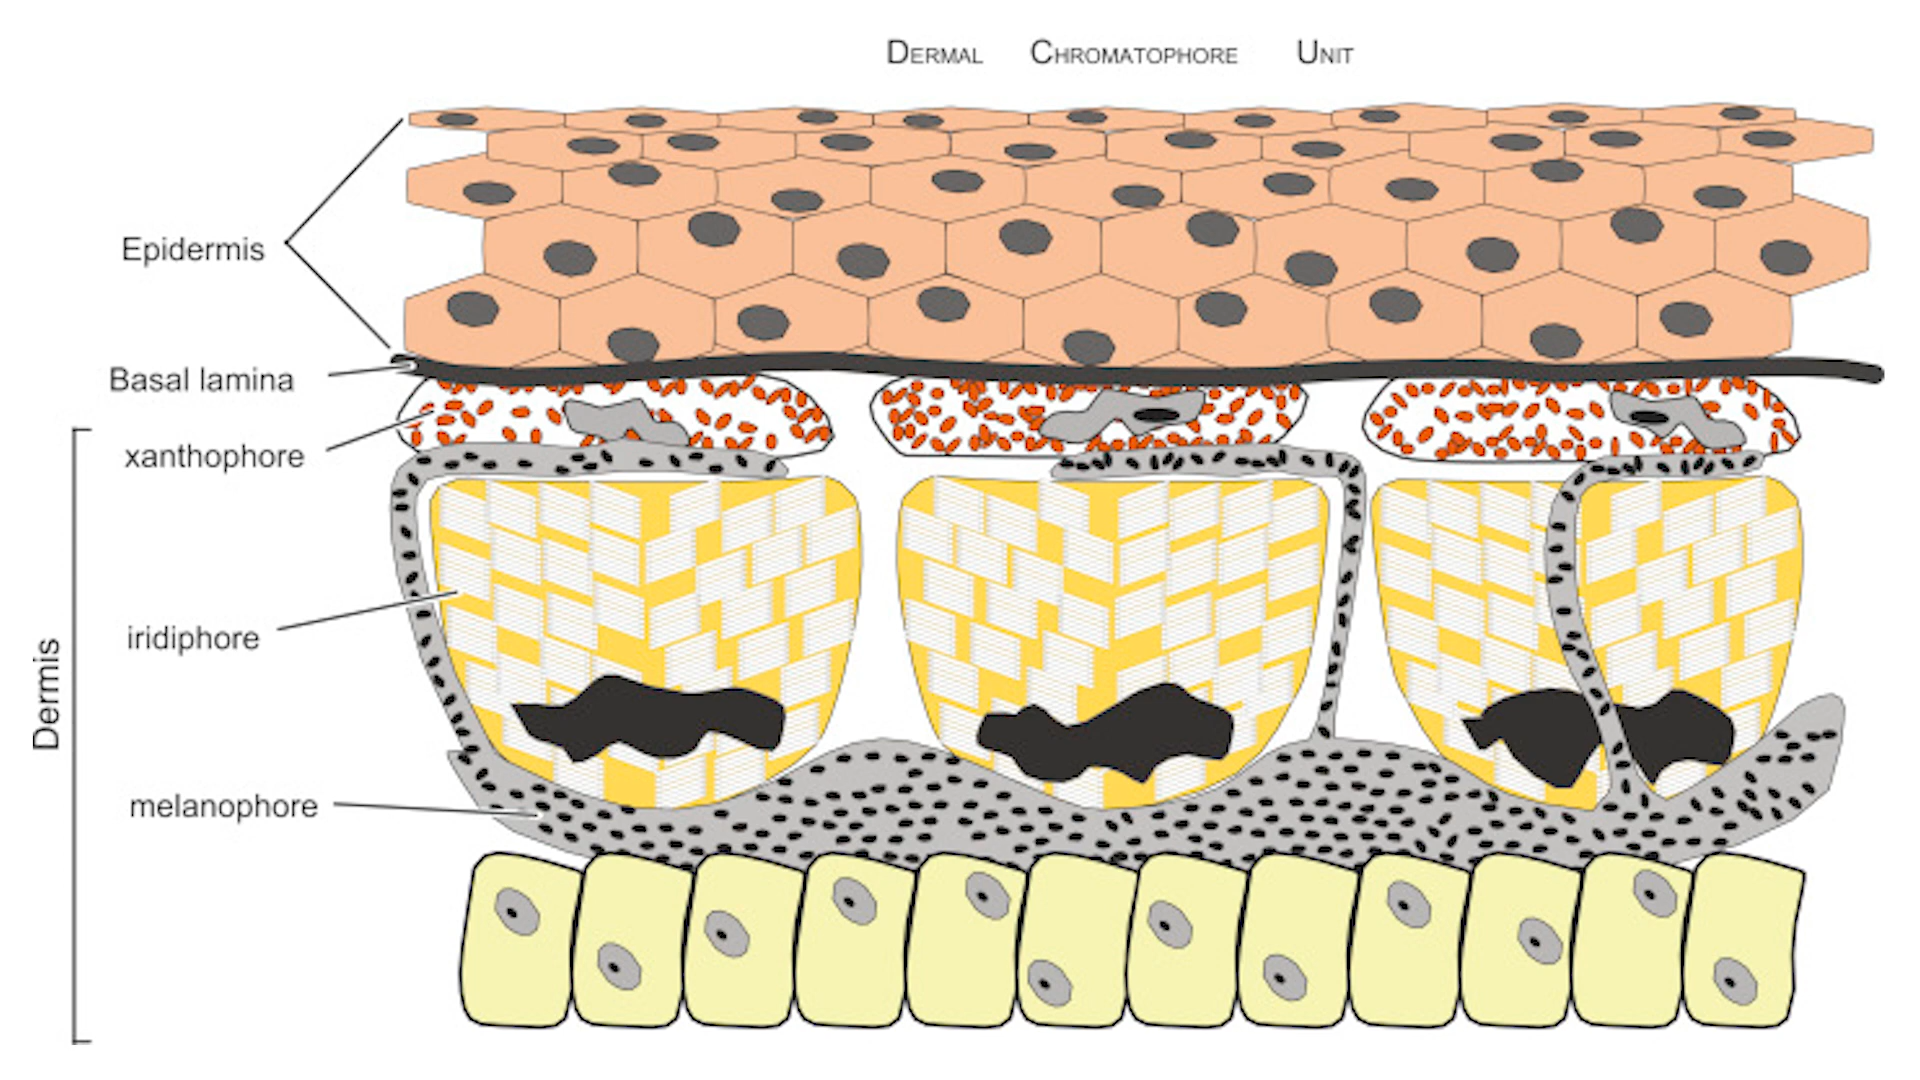 Dermal Chromatophore Unit
Epidermis
Basal lamina
xanthophore
iridiphore
melanophore
Dermis